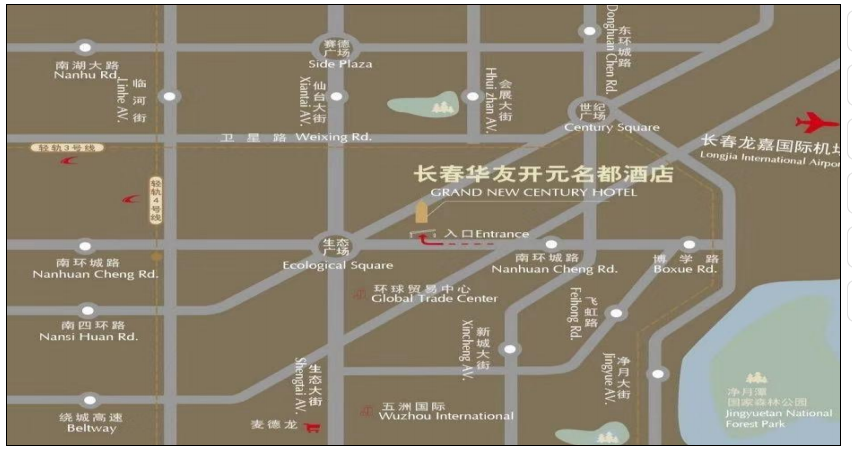 东环城路
Donghuan Chen Rd.
赛德
广场
Side Plaza
南湖大路
Nanhu Rd.
临河街
Linhe AV.
仙台大街
Xiantai AV.
会展大街
Hhui zhan AV.
世纪
广场
Century Square
卫星路 Weixing Rd.
轻轨3号线
长春龙嘉国际机场
Longjia International Airpor
长春华友开元名都酒店
GRAND NEW CENTURY HOTEL
轻轨4号线
入口Entrance
生态
广场
Ecological Square
南环城路
Nanhuan Cheng Rd.
南环城路
Nanhuan Cheng Rd.
博学路
Boxue Rd.
环球贸易中心
Global Trade Center
飞虹路
Feihong Rd.
南四环路
Nansi Huan Rd.
新城大街
Xincheng AV.
生态大街
Shengtai AV.
净月大街
Jingyue AV.
净月潭
国家森林公园
Jingyuetan National
Forest Park
绕城高速
Beltway
五洲国际
Wuzhou International
麦德龙